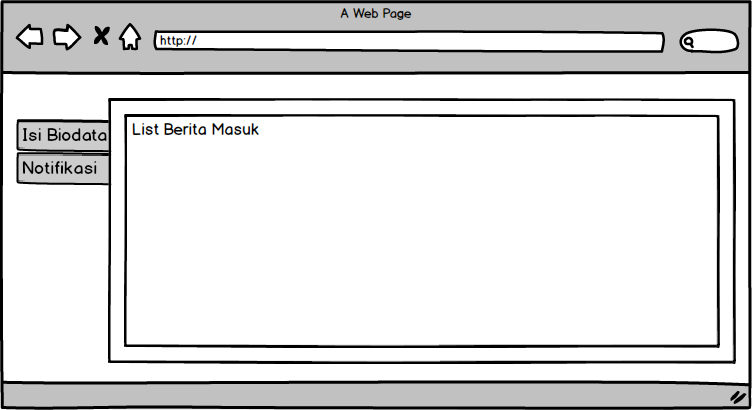 A Web Page
http://
Isi Biodata
Notifikasi
List Berita Masuk